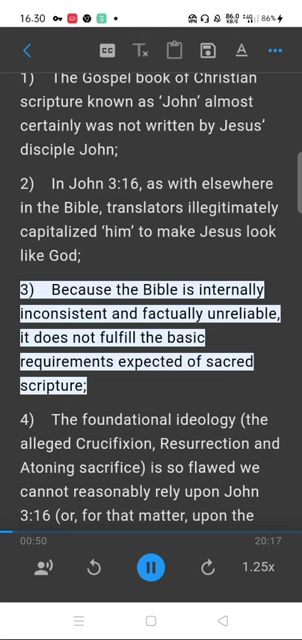 16.30
86.0
KB/S
86%
CC
1) The Gospel book of Christian
scripture known as ‘John’ almost
certainly was not written by Jesus’
disciple John;
2) In John 3:16, as with elsewhere
in the Bible, translators illegitimately
capitalized ‘him’ to make Jesus look
like God;
3) Because the Bible is internally
inconsistent and factually unreliable,
it does not fulfill the basic
requirements expected of sacred
scripture;
4) The foundational ideology (the
alleged Crucifixion, Resurrection and
Atoning sacrifice) is so flawed we
cannot reasonably rely upon John
3:16 (or, for that matter, upon the
00:50
20:17
1.25x